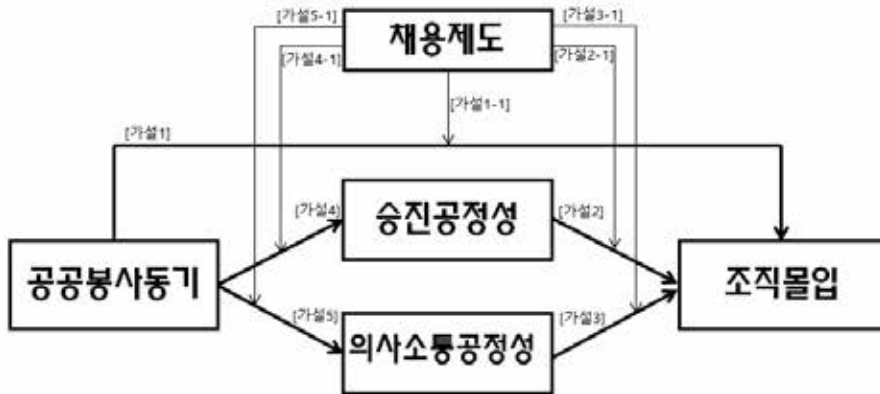 [가설5-1]
채용제도
[가설3-1]
[가설4-1]
[가설2-1]
[가설1-1]
[가설1]
[가설4]
승진공정성
[가설2]
공공봉사동기
조직몰입
[가설5]
의사소통공정성
[가설3]